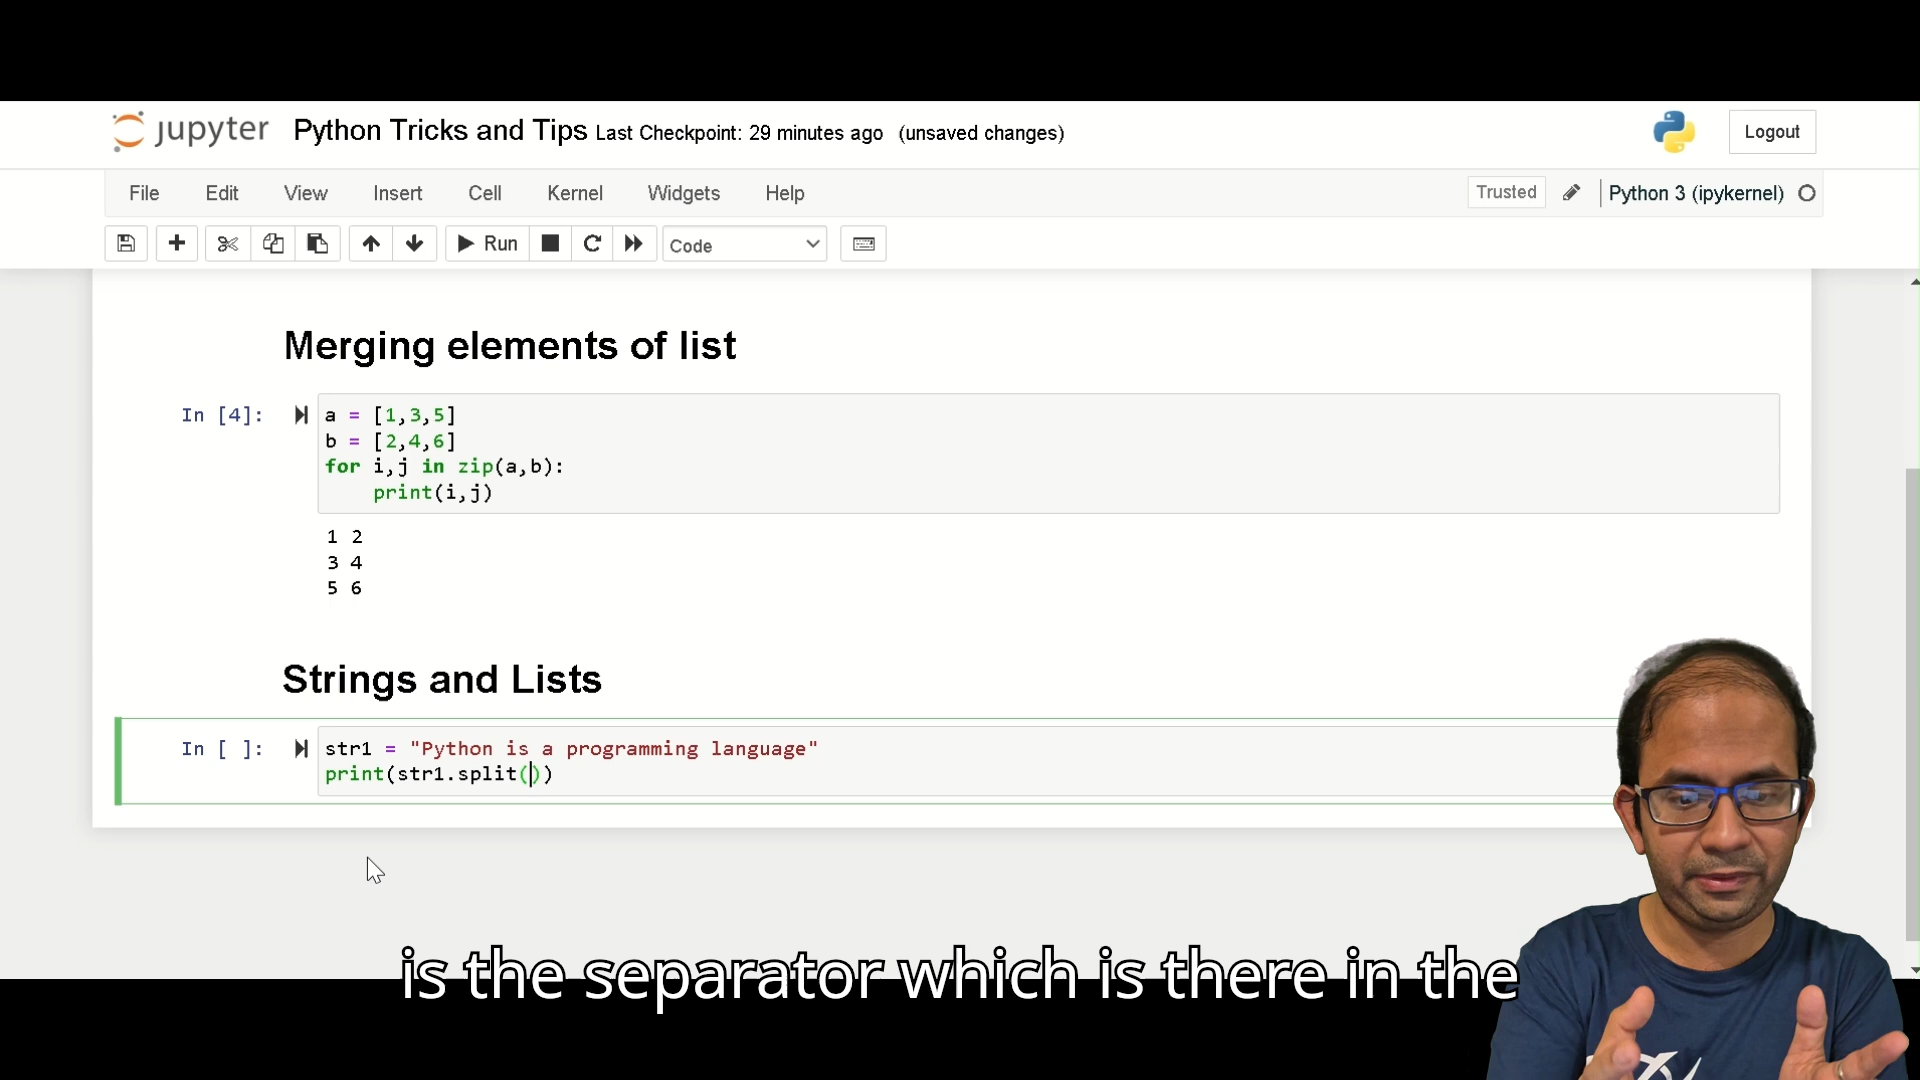 jupyter Python Tricks and Tips Last Checkpoint: 29 minutes ago (unsaved changes) Logout
File Edit View Insert Cell Kernel Widgets Help Trusted Python 3 (ipykernel)
Run Code
Merging elements of list
In [4]: a = [1,3,5]
b = [2,4,6]
for i,j in zip(a,b):
    print(i,j)
1 2
3 4
5 6
Strings and Lists
In [ ]: str1 = "Python is a programming language"
print(str1.split())
is the separator which is there in the